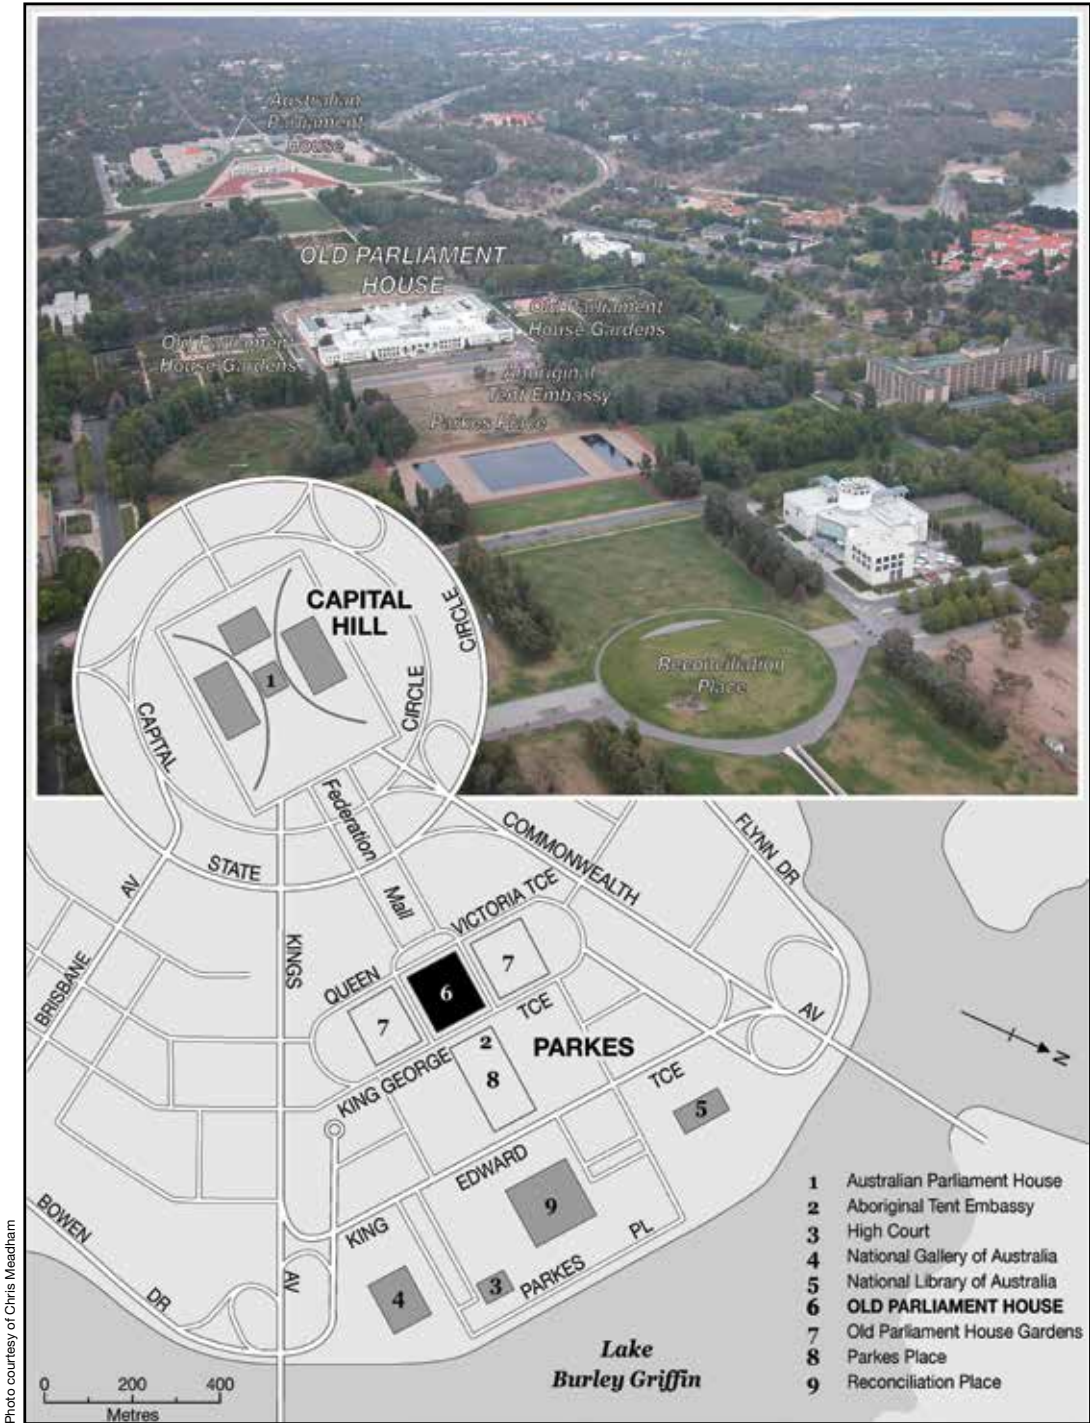 Australian
Parliament
House
OLD PARLIAMENT
HOUSE
Old Parliament
House Gardens
Old Parliament
House Gardens
Aboriginal
Tent Embassy
Parkes Place
Reconciliation
Place
CAPITAL
HILL
CIRCLE
CIRCLE
1
CAPITAL
Federation
Mall
STATE
COMMONWEALTH
FLYNN DR
AV
VICTORIA TCE
KINGS
QUEEN
7
BRISBANE
6
7
TCE
AV
2
PARKES
N
8
KING GEORGE
TCE
5
EDWARD
BOWEN
9
KING
PL
DR
AV
4
3
PARKES
Lake
Burley Griffin
1 Australian Parliament House
2 Aboriginal Tent Embassy
3 High Court
4 National Gallery of Australia
5 National Library of Australia
6 OLD PARLIAMENT HOUSE
7 Old Parliament House Gardens
8 Parkes Place
9 Reconciliation Place
0 200 400
Metres
Photo courtesy of Chris Meadham